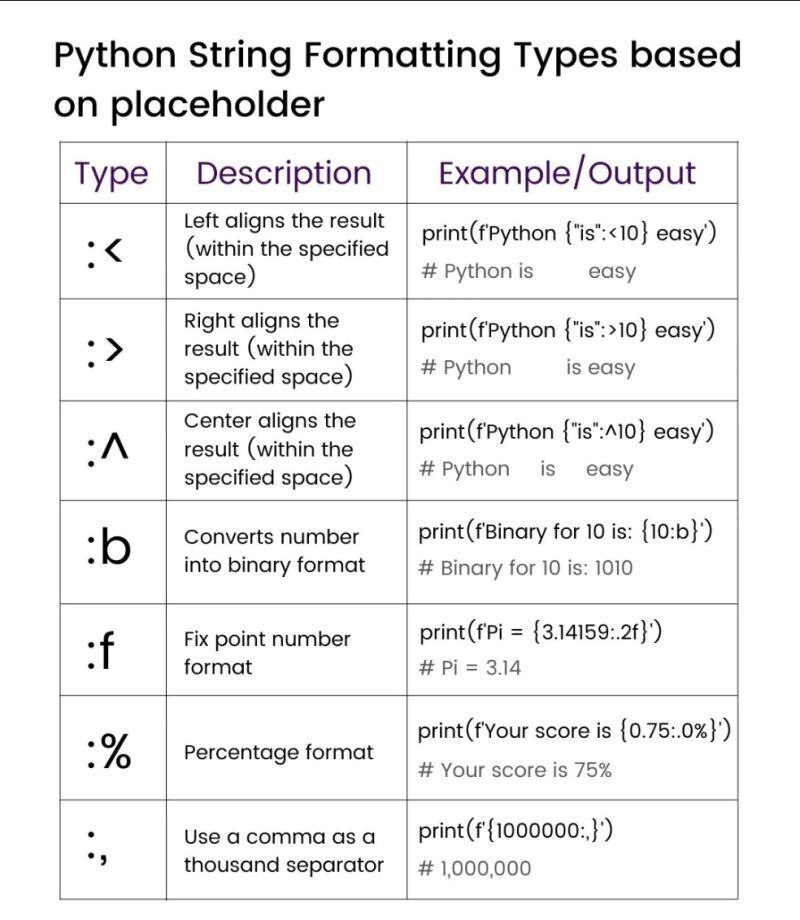 Python String Formatting Types based
on placeholder
Type Description Example/Output
:<
Left aligns the result
(within the specified
space)
print(f'Python {"is":<10} easy')
# Python is        easy
:>
Right aligns the
result (within the
specified space)
print(f'Python {"is":>10} easy')
# Python        is easy
:^
Center aligns the
result (within the
specified space)
print(f'Python {"is":^10} easy')
# Python    is    easy
:b
Converts number
into binary format
print(f'Binary for 10 is: {10:b}')
# Binary for 10 is: 1010
:f
Fix point number
format
print(f'Pi = {3.14159:.2f}')
# Pi = 3.14
:%
Percentage format
print(f'Your score is {0.75:.0%}')
# Your score is 75%
:,
Use a comma as a
thousand separator
print(f'{1000000:,}')
# 1,000,000